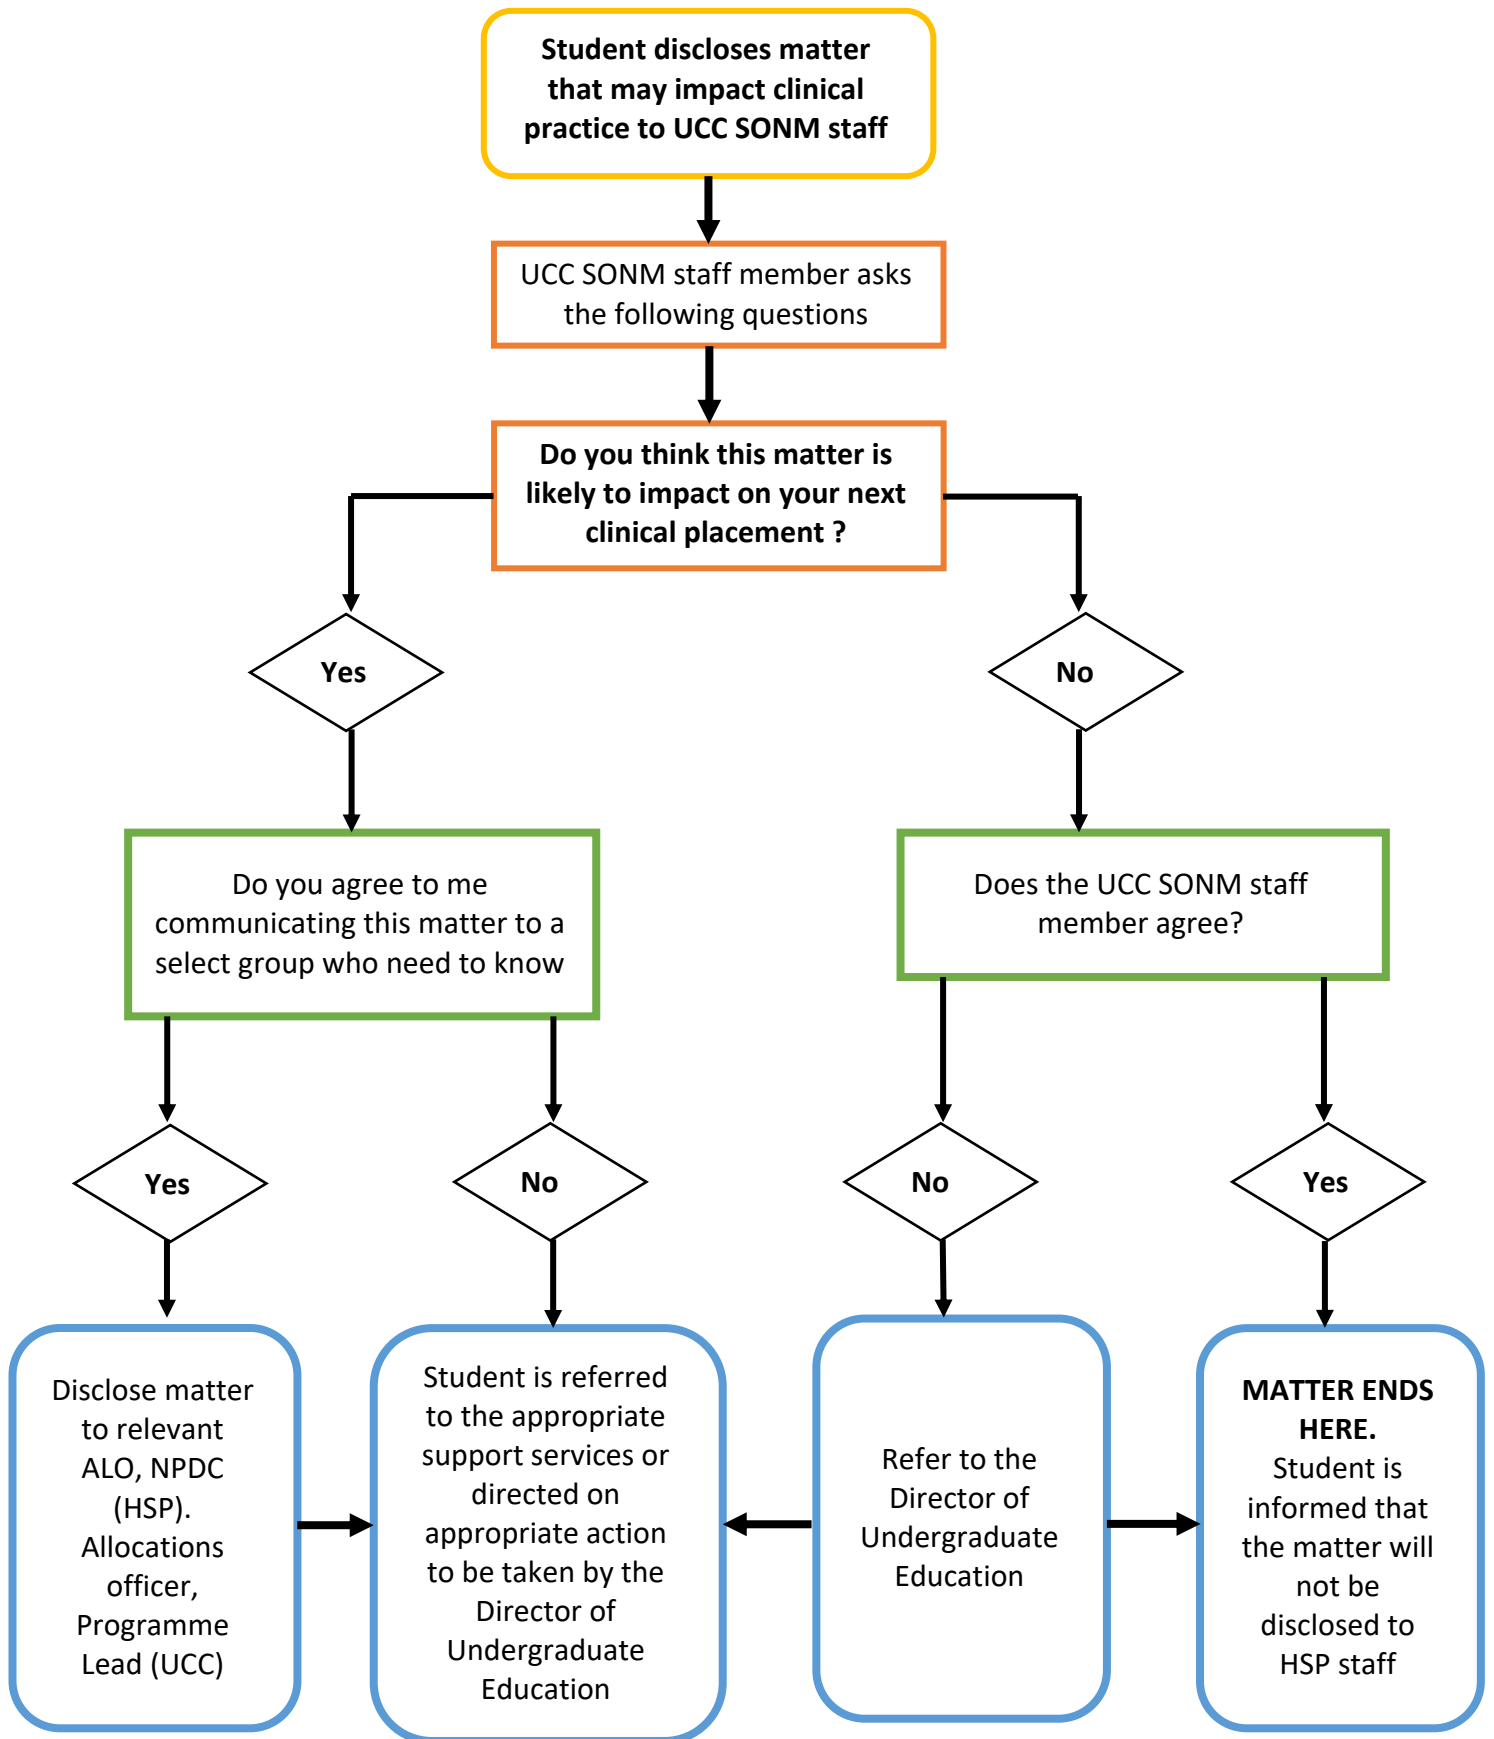 Student discloses matter
that may impact clinical
practice to UCC SONM staff
UCC SONM staff member asks
the following questions
Do you think this matter is
likely to impact on your next
clinical placement ?
Yes
No
Do you agree to me
communicating this matter to a
select group who need to know
Does the UCC SONM staff
member agree?
Yes
No
No
Yes
Disclose matter
to relevant
ALO, NPDC
(HSP).
Allocations
officer,
Programme
Lead (UCC)
Student is referred
to the appropriate
support services or
directed on
appropriate action
to be taken by the
Director of
Undergraduate
Education
Refer to the
Director of
Undergraduate
Education
MATTER ENDS
HERE.
Student is
informed that
the matter will
not be
disclosed to
HSP staff